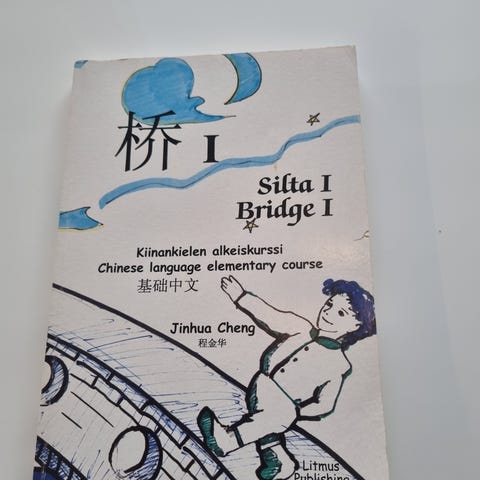 桥 I
Silta I
Bridge I
Kiinankielen alkeiskurssi
Chinese language elementary course
基础中文
Jinhua Cheng
程金华
Litmus
Publishing